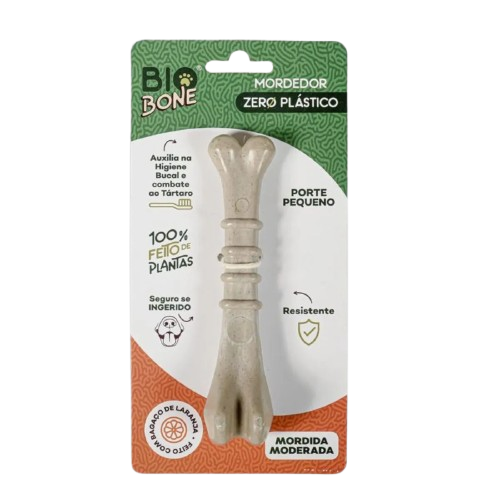 BIO®
BONE
MORDEDOR
ZERO PLÁSTICO
Auxilia na
Higiene
Bucal e combate
ao Tártaro
PORTE
PEQUENO
100%
FEITO DE
PLANTAS
Seguro se
INGERIDO
Resistente
FEITO COM BAGAÇO DE LARANJA •
MORDIDA
MODERADA